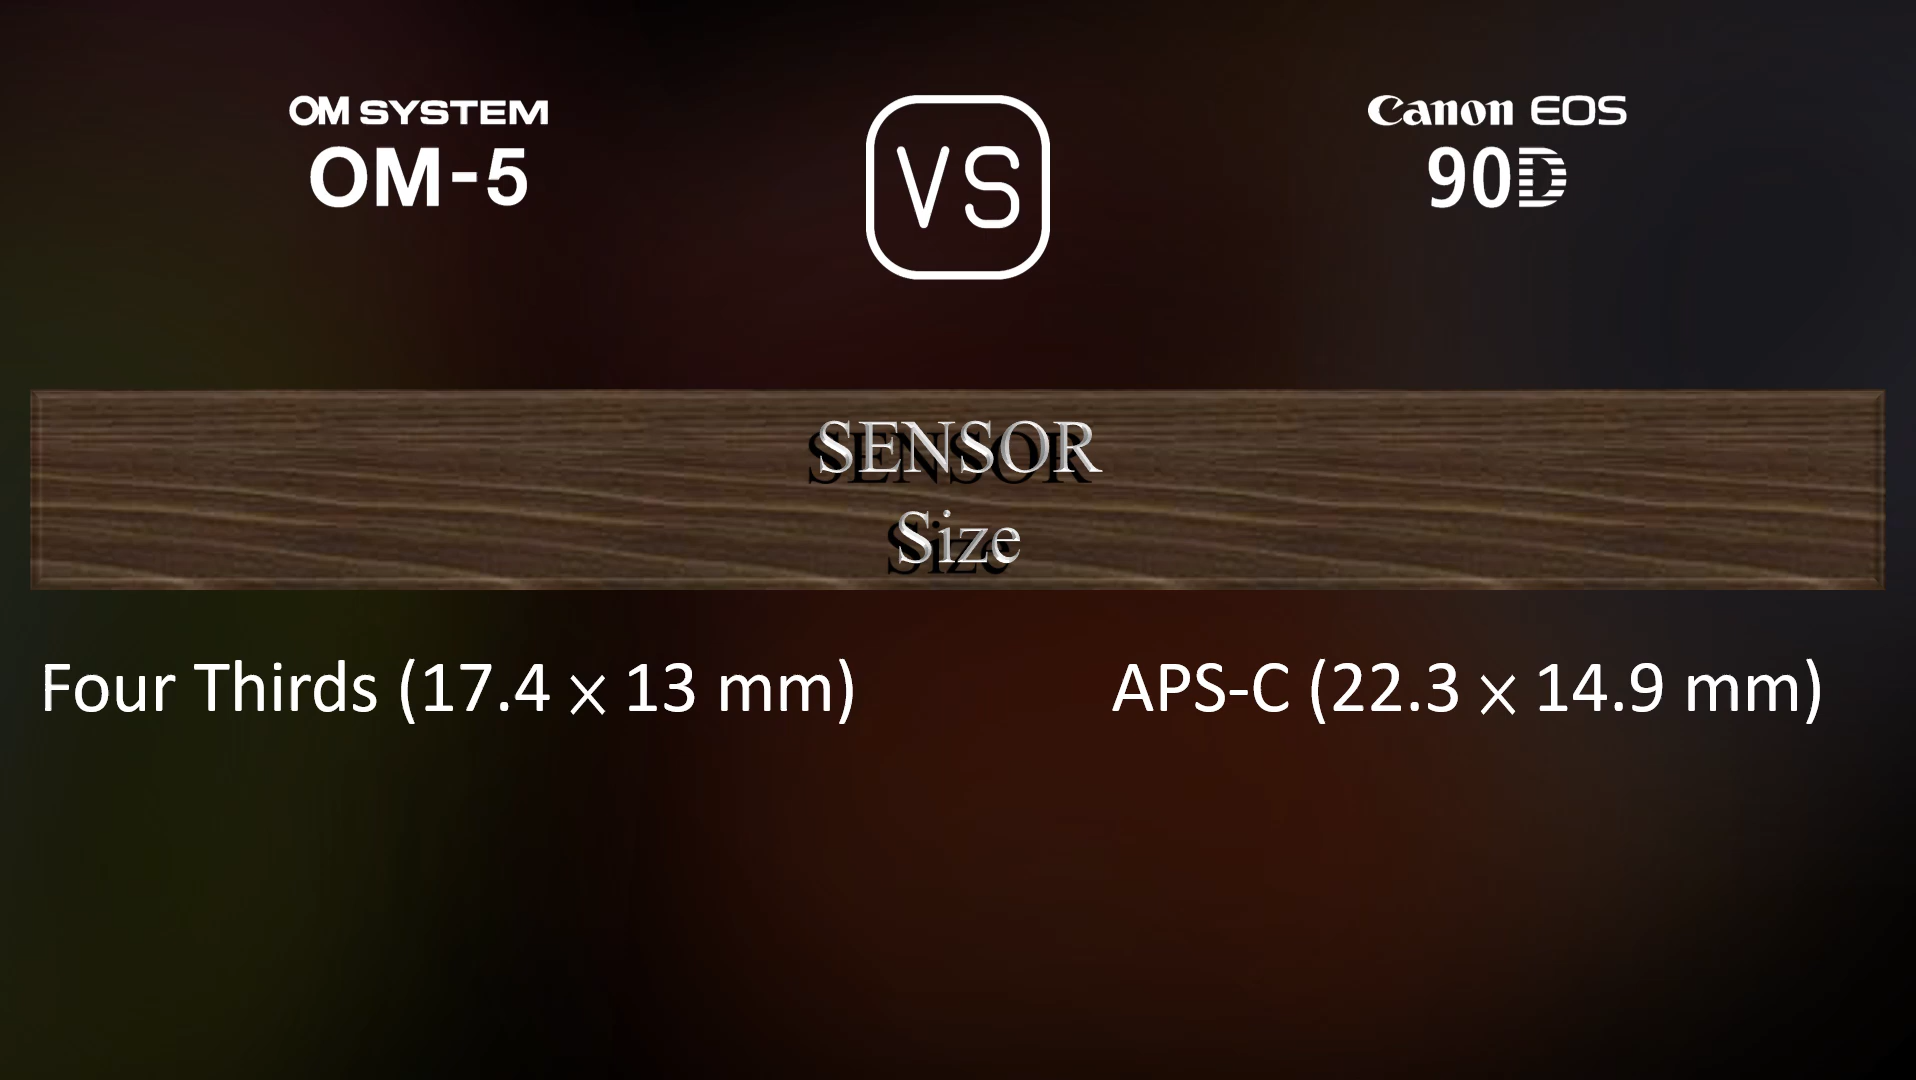 OM SYSTEM
OM-5
VS
Canon EOS
90D
SENSOR
Size
Four Thirds (17.4 x 13 mm)
APS-C (22.3 x 14.9 mm)